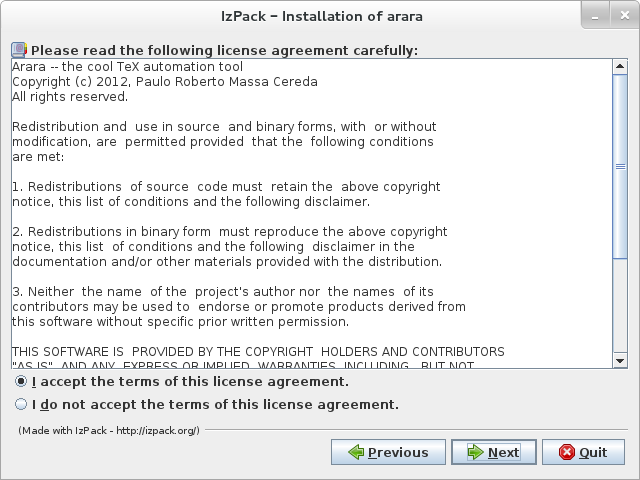 IzPack – Installation of arara
Please read the following license agreement carefully:
Arara -- the cool TeX automation tool
Copyright (c) 2012, Paulo Roberto Massa Cereda
All rights reserved.
Redistribution and  use in source  and binary forms, with  or without
modification, are  permitted provided  that the  following conditions
are met:
1. Redistributions  of source  code must  retain the  above copyright
notice, this list of conditions and the following disclaimer.
2. Redistributions in binary form  must reproduce the above copyright
notice, this list  of conditions and the following  disclaimer in the
documentation and/or other materials provided with the distribution.
3. Neither  the name  of the  project's author nor  the names  of its
contributors may be used to  endorse or promote products derived from
this software without specific prior written permission.
THIS SOFTWARE IS  PROVIDED BY THE COPYRIGHT  HOLDERS AND CONTRIBUTORS
"AS IS"  AND ANY  EXPRESS OR IMPLIED  WARRANTIES, INCLUDING,  BUT NOT
I accept the terms of this license agreement.
I do not accept the terms of this license agreement.
(Made with IzPack - http://izpack.org/)
Previous
Next
Quit